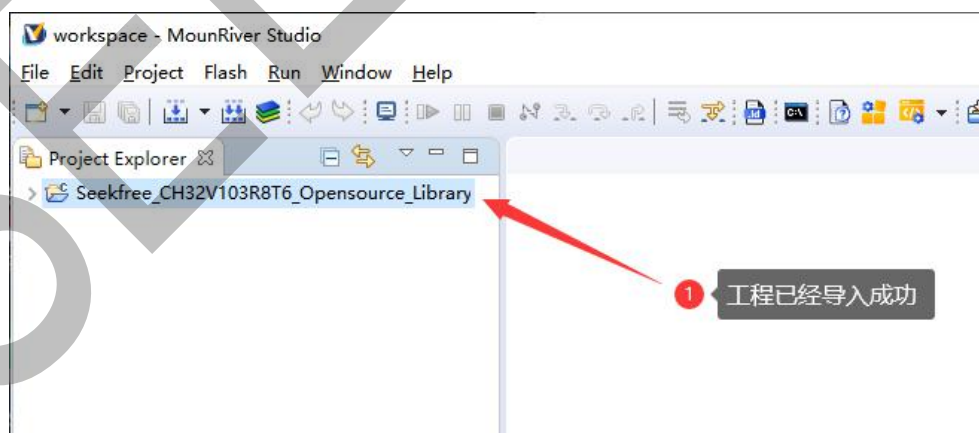 workspace - MounRiver Studio
File Edit Project Flash Run Window Help
Project Explorer
Seekfree_CH32V103R8T6_Opensource_Library
1 工程已经导入成功